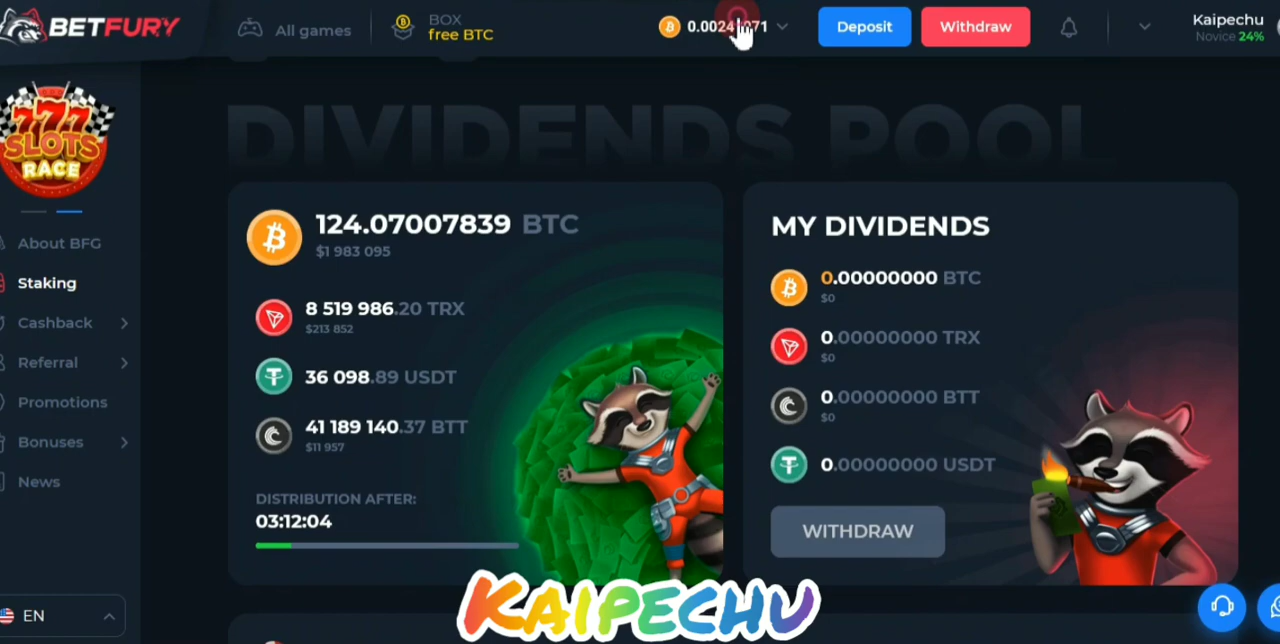 BETFURY
All games
BOX
free BTC
Deposit
Withdraw
Kaipechu
Novice 24%
777
SLOTS
RACE
DIVIDENDS POOL
About BFG
Staking
Cashback
Referral
Promotions
Bonuses
News
EN
124.07007839 BTC
$1 983 095
8 519 986.20 TRX
$213 852
36 098.89 USDT
41 189 140.37 BTT
$11 957
DISTRIBUTION AFTER:
03:12:04
MY DIVIDENDS
0.00000000 BTC
$0
0.00000000 TRX
$0
0.00000000 BTT
$0
0.00000000 USDT
WITHDRAW
KAIPECHU